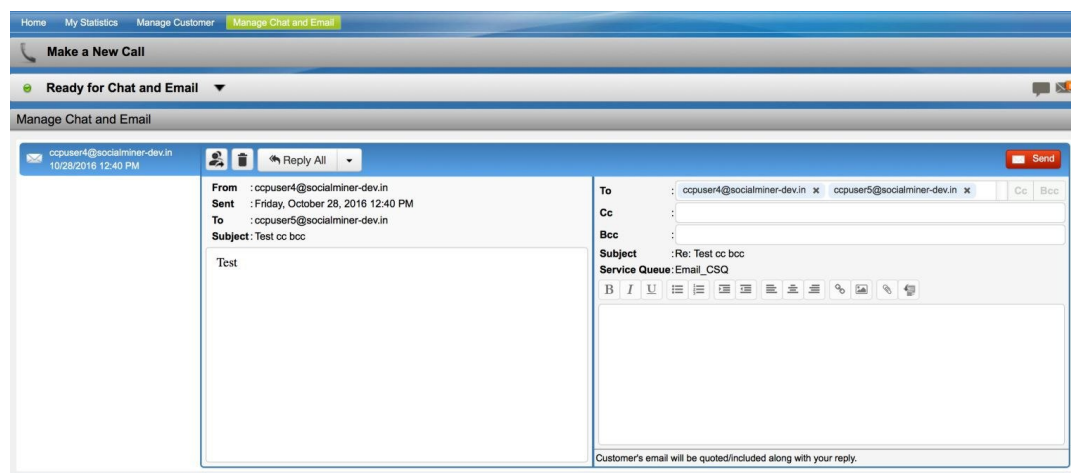 Home My Statistics Manage Customer Manage Chat and Email
Make a New Call
Ready for Chat and Email
Manage Chat and Email
ccpuser4@socialminer-dev.in
10/28/2016 12:40 PM
Reply All
Send
From : ccpuser4@socialminer-dev.in
Sent : Friday, October 28, 2016 12:40 PM
To : ccpuser5@socialminer-dev.in
Subject : Test cc bcc
Test
To : ccpuser4@socialminer-dev.in x ccpuser5@socialminer-dev.in x Cc Bcc
Cc :
Bcc :
Subject :Re: Test cc bcc
Service Queue:Email_CSQ
B I U
Customer's email will be quoted/included along with your reply.